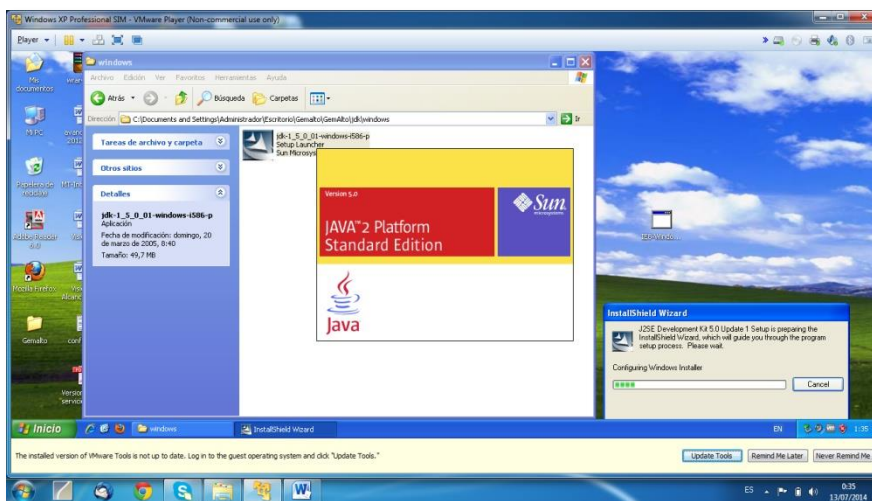 Windows XP Professional SIM - VMware Player (Non-commercial use only)
Player
windows
Archivo Edición Ver Favoritos Herramientas Ayuda
Atrás Búsqueda Carpetas
Dirección C:\Documents and Settings\Administrador\Escritorio\Gemalto\GemAlto\jdk\windows Ir
Mis documentos
Mi PC
Papelera de reciclaje
Mozilla Firefox
Gemalto
Tareas de archivo y carpeta
Otros sitios
Detalles
jdk-1_5_0_01-windows-i586-p
Aplicación
Fecha de modificación: domingo, 20 de marzo de 2005, 8:40
Tamaño: 49,7 MB
jdk-1_5_0_01-windows-i586-p
Setup Launcher
Sun Microsys
Version 5.0
JAVA™2 Platform
Standard Edition
Sun
microsystems
Java
InstallShield Wizard
J2SE Development Kit 5.0 Update 1 Setup is preparing the
InstallShield Wizard, which will guide you through the program
setup process. Please wait.
Configuring Windows Installer
Cancel
Inicio
windows
InstallShield Wizard
EN
1:35
The installed version of VMware Tools is not up to date. Log in to the guest operating system and click "Update Tools."
Update Tools
Remind Me Later
Never Remind Me
W
ES
0:35
13/07/2014